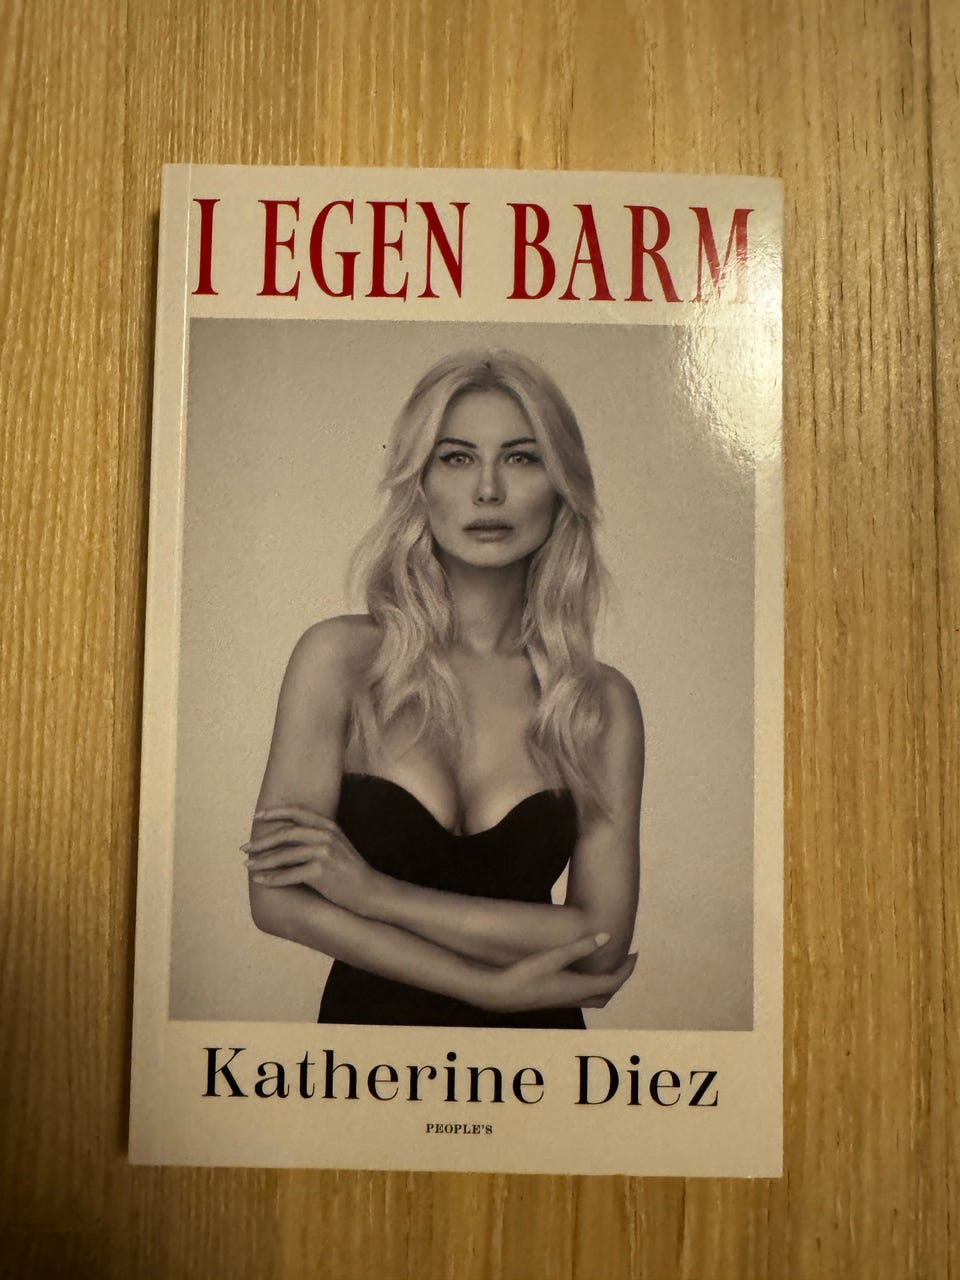 I EGEN BARM
Katherine Diez
PEOPLE'S